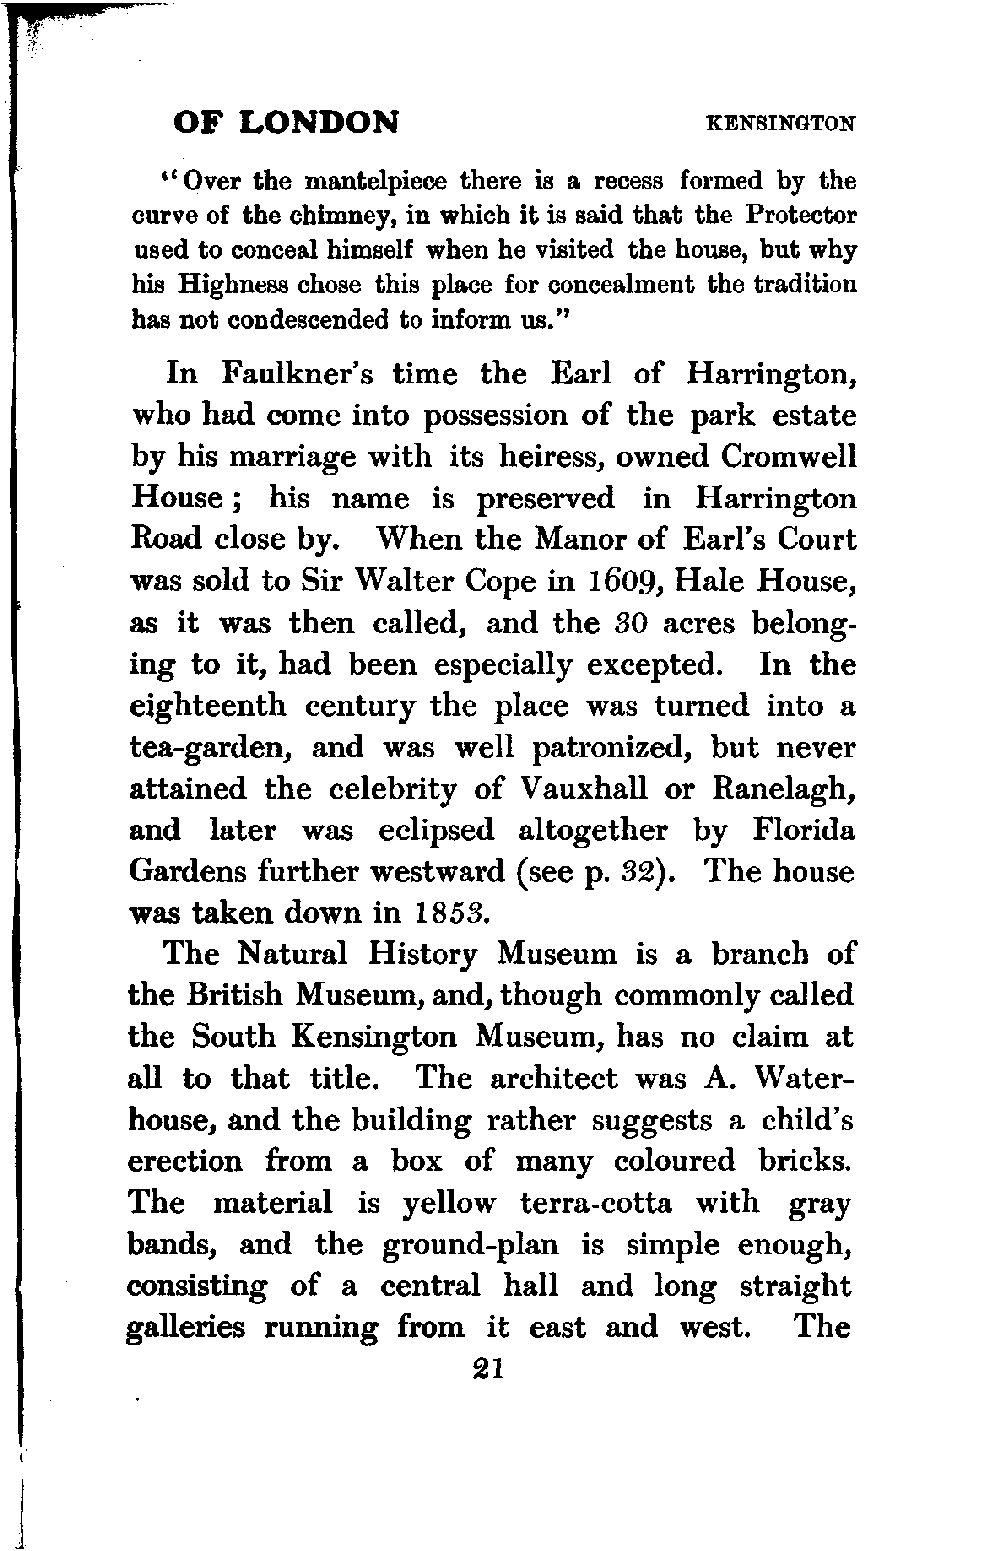 OF LONDON KENSINGTON
"Over the mantelpiece there is a recess formed by the
curve of the chimney, in which it is said that the Protector
used to conceal himself when he visited the house, but why
his Highness chose this place for concealment the tradition
has not condescended to inform us."
In Faulkner's time the Earl of Harrington,
who had come into possession of the park estate
by his marriage with its heiress, owned Cromwell
House ; his name is preserved in Harrington
Road close by. When the Manor of Earl's Court
was sold to Sir Walter Cope in 1609, Hale House,
as it was then called, and the 30 acres belong-
ing to it, had been especially excepted. In the
eighteenth century the place was turned into a
tea-garden, and was well patronized, but never
attained the celebrity of Vauxhall or Ranelagh,
and later was eclipsed altogether by Florida
Gardens further westward (see p. 32). The house
was taken down in 1853.
The Natural History Museum is a branch of
the British Museum, and, though commonly called
the South Kensington Museum, has no claim at
all to that title. The architect was A. Water-
house, and the building rather suggests a child's
erection from a box of many coloured bricks.
The material is yellow terra-cotta with gray
bands, and the ground-plan is simple enough,
consisting of a central hall and long straight
galleries running from it east and west. The
21